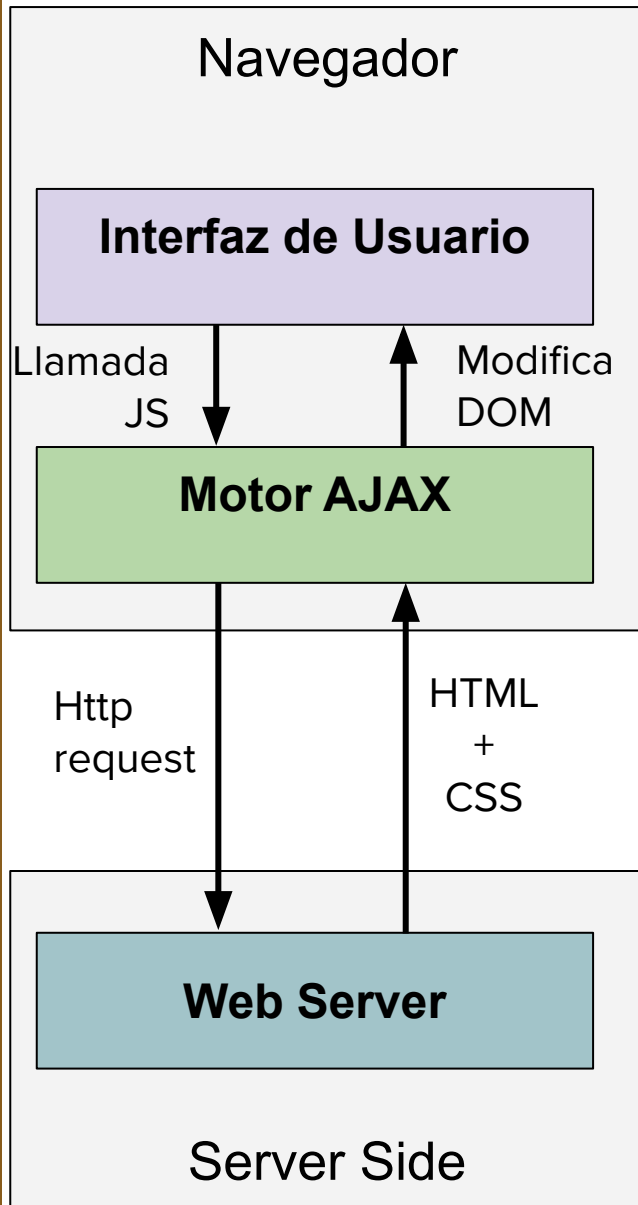 Navegador
Interfaz de Usuario
Llamada
JS
Modifica
DOM
Motor AJAX
Http
request
HTML
+
CSS
Web Server
Server Side